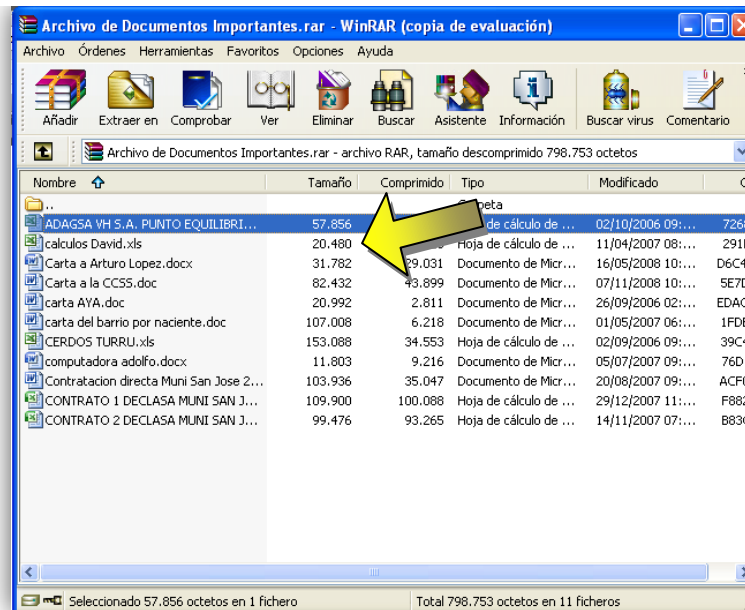 Archivo de Documentos Importantes.rar - WinRAR (copia de evaluación)
Archivo Órdenes Herramientas Favoritos Opciones Ayuda
Añadir Extraer en Comprobar Ver Eliminar Buscar Asistente Información Buscar virus Comentario
Archivo de Documentos Importantes.rar - archivo RAR, tamaño descomprimido 798.753 octetos
Nombre Tamaño Comprimido Tipo Modificado
..
ADAGSA VH S.A. PUNTO EQUILIBRI... 57.856 de cálculo de ... 02/10/2006 09:...
calculos David.xls 20.480 Hoja de cálculo de ... 11/04/2007 08:...
Carta a Arturo Lopez.docx 31.782 29.031 Documento de Micr... 16/05/2008 10:...
Carta a la CCSS.doc 82.432 43.899 Documento de Micr... 07/11/2008 10:...
carta AYA.doc 20.992 2.811 Documento de Micr... 26/09/2006 02:...
carta del barrio por naciente.doc 107.008 6.218 Documento de Micr... 01/05/2007 06:...
CERDOS TURRU.xls 153.088 34.553 Hoja de cálculo de ... 02/09/2006 09:...
computadora adolfo.docx 11.803 9.216 Documento de Micr... 05/07/2007 09:...
Contratacion directa Muni San Jose 2... 103.936 35.047 Documento de Micr... 20/08/2007 09:...
CONTRATO 1 DECLASA MUNI SAN J... 109.900 100.088 Hoja de cálculo de ... 29/12/2007 11:...
CONTRATO 2 DECLASA MUNI SAN J... 99.476 93.265 Hoja de cálculo de ... 14/11/2007 07:...
Seleccionado 57.856 octetos en 1 fichero Total 798.753 octetos en 11 ficheros